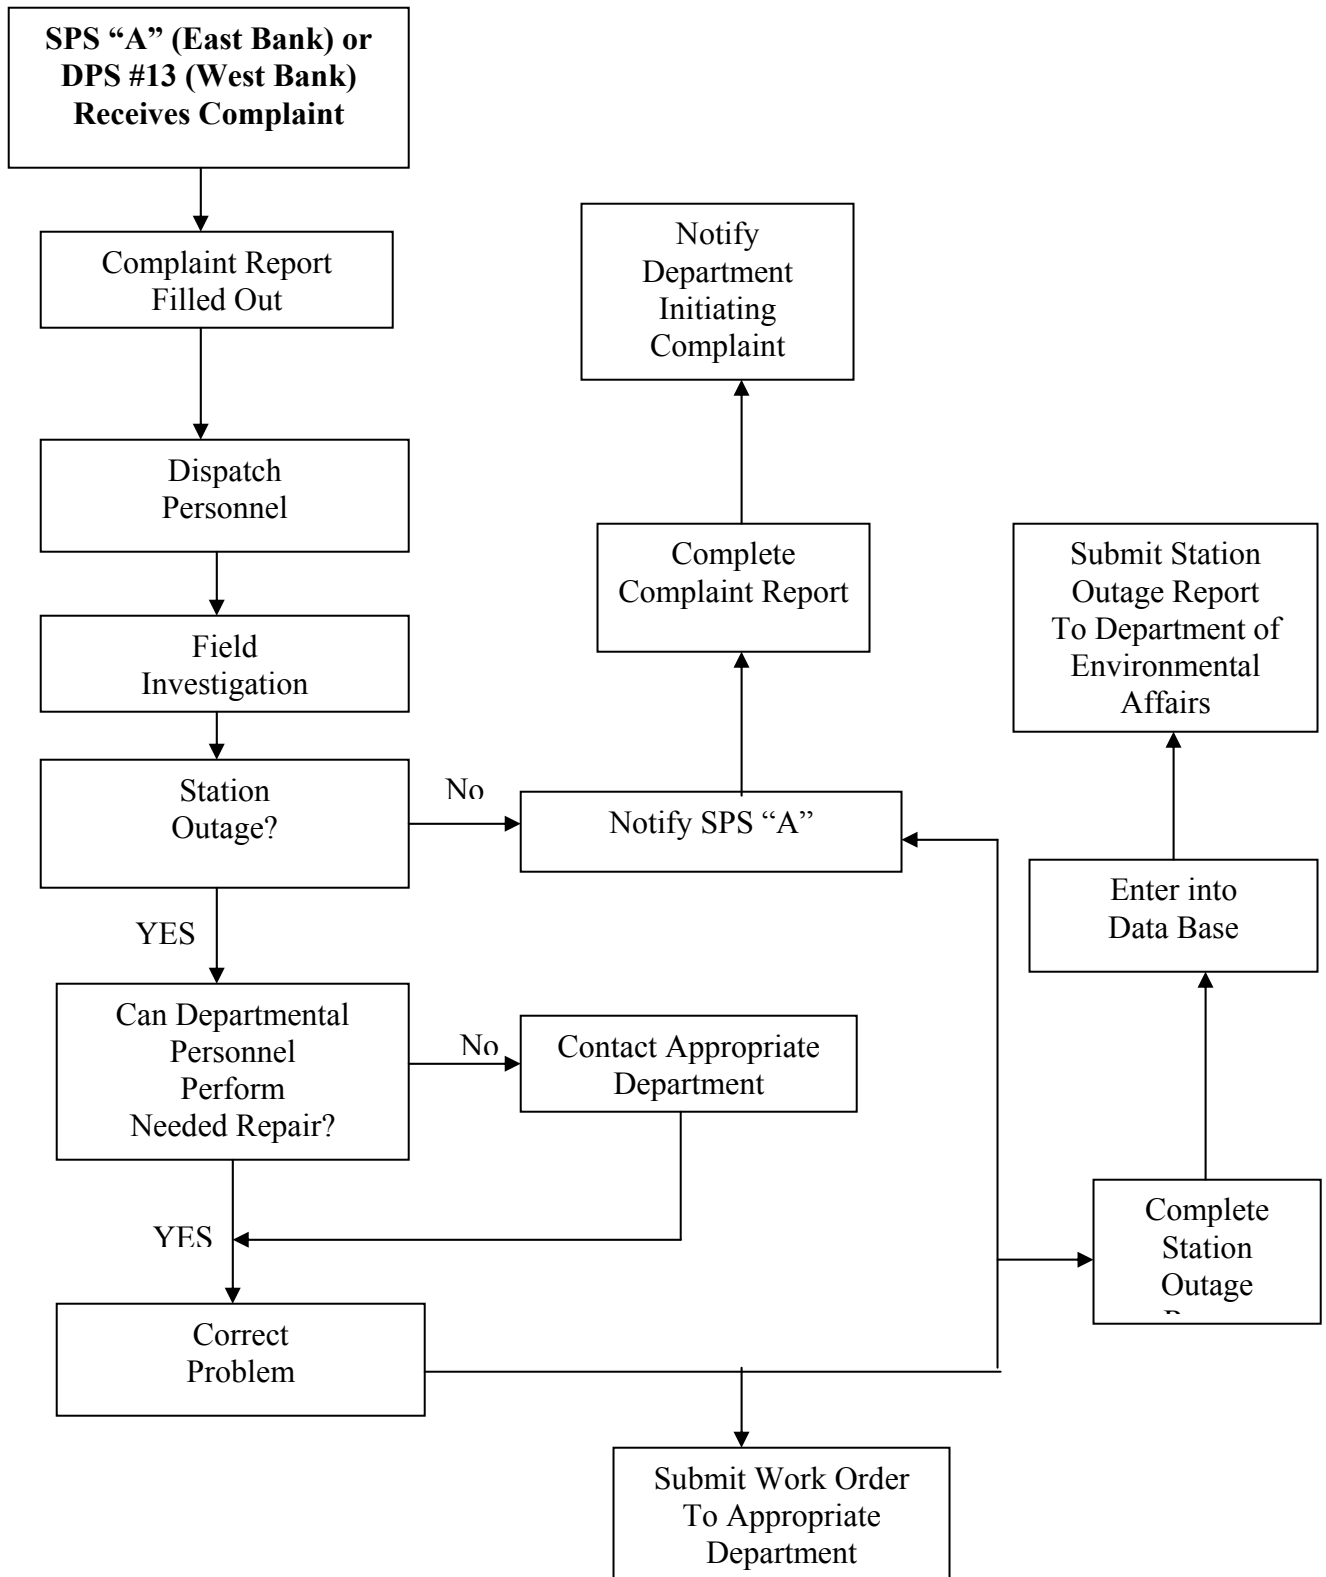 SPS “A” (East Bank) or
DPS #13 (West Bank)
Receives Complaint
Complaint Report
Filled Out
Dispatch
Personnel
Field
Investigation
Station
Outage?
No
YES
Notify SPS “A”
Complete
Complaint Report
Notify
Department
Initiating
Complaint
Can Departmental
Personnel
Perform
Needed Repair?
No
YES
Contact Appropriate
Department
Correct
Problem
Submit Work Order
To Appropriate
Department
Complete
Station
Outage
Enter into
Data Base
Submit Station
Outage Report
To Department of
Environmental
Affairs